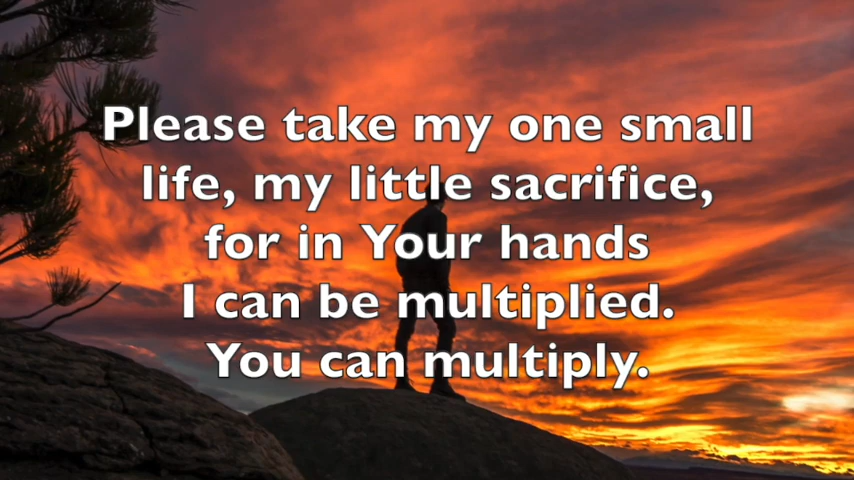 Please take my one small
life, my little sacrifice,
for in Your hands
I can be multiplied.
You can multiply.